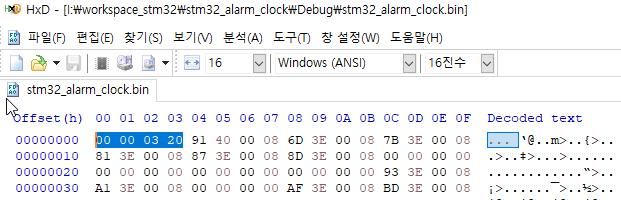 HxD - [I:₩workspace_stm32₩stm32_alarm_clock₩Debug₩stm32_alarm_clock.bin]
파일(F) 편집(E) 찾기(S) 보기(V) 분석(A) 도구(T) 창 설정(W) 도움말(H)
16 Windows (ANSI) 16진수
stm32_alarm_clock.bin
Offset(h) 00 01 02 03 04 05 06 07 08 09 0A 0B 0C 0D 0E 0F Decoded text
00000000 00 00 03 20 91 40 00 08 6D 3E 00 08 7B 3E 00 08 ... ‘@..m>..{>..
00000010 81 3E 00 08 87 3E 00 08 8D 3E 00 00 00 00 00 00 .>..‡>...>......
00000020 00 00 00 00 00 00 00 00 00 00 00 00 93 3E 00 08 ............“>..
00000030 A1 3E 00 08 00 00 00 00 AF 3E 00 08 BD 3E 00 08 ¡>......¯>..½>..